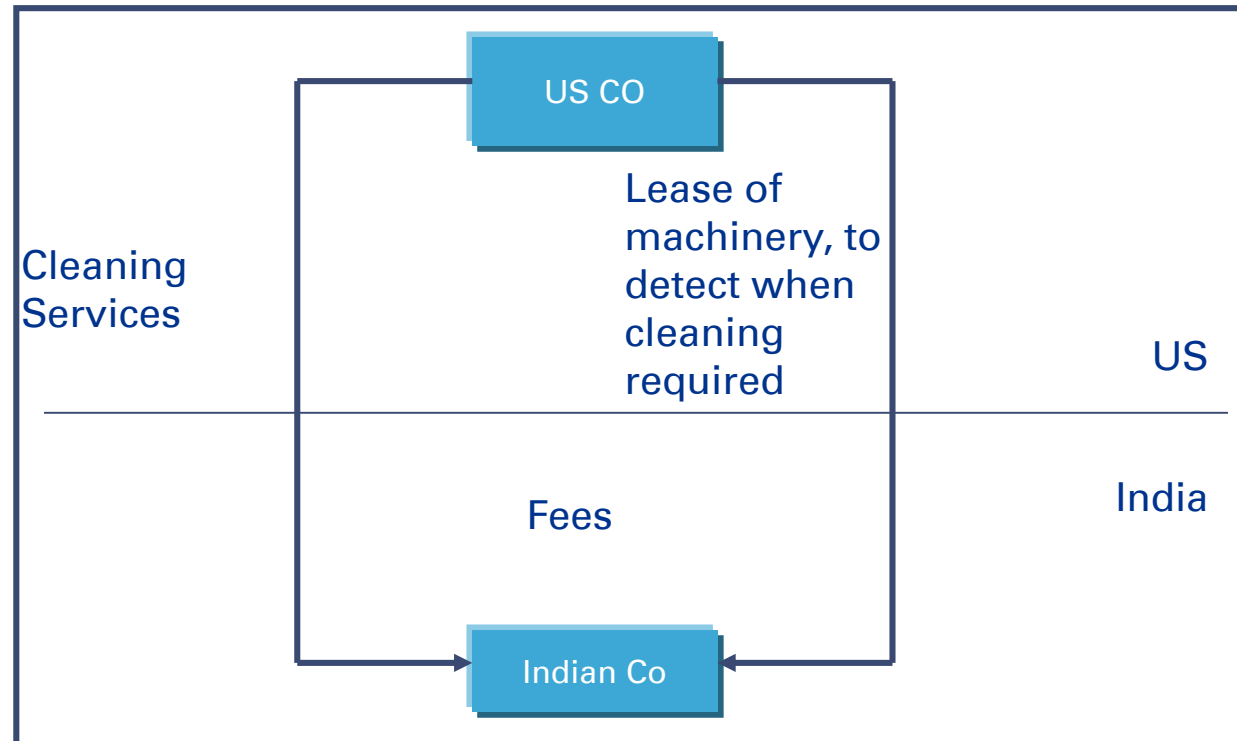 US CO
Lease of
machinery, to
detect when
cleaning
required
Cleaning
Services
US
India
Fees
Indian Co